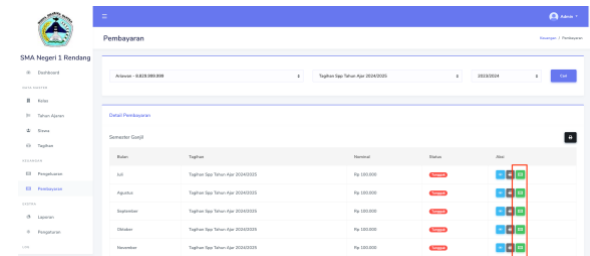 Admin
Pembayaran
Keuangan / Pembayaran
SMA Negeri 1 Rendang
Dashboard
DATA MASTER
Kelas
Tahun Ajaran
Siswa
Tagihan
KEUANGAN
Pengeluaran
Pembayaran
Laporan
Pengaturan
Tagihan Spp Tahun Ajar 2024/2025
2023/2024
Cari
Detail Pembayaran
Semester Ganjil
Bulan Tagihan Nominal Status Aksi
Juli Tagihan Spp Tahun Ajar 2024/2025 Rp 100.000 Tunggak
Agustus Tagihan Spp Tahun Ajar 2024/2025 Rp 100.000 Tunggak
September Tagihan Spp Tahun Ajar 2024/2025 Rp 100.000 Tunggak
Oktober Tagihan Spp Tahun Ajar 2024/2025 Rp 100.000 Tunggak
November Tagihan Spp Tahun Ajar 2024/2025 Rp 100.000 Tunggak